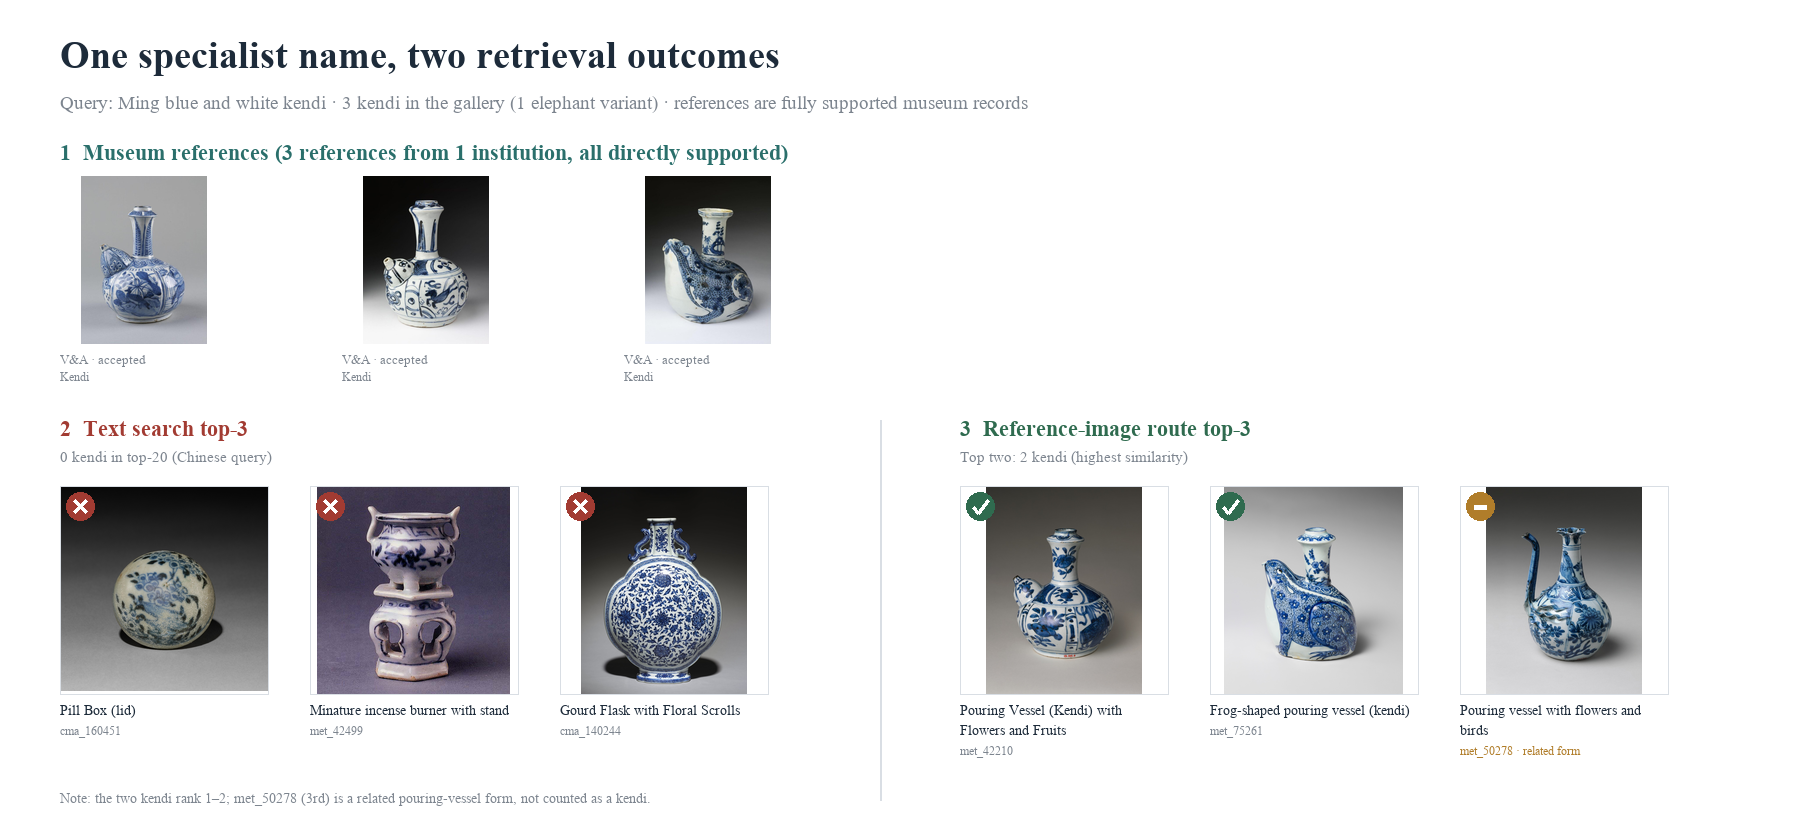 One specialist name, two retrieval outcomes
Query: Ming blue and white kendi · 3 kendi in the gallery (1 elephant variant) · references are fully supported museum records
1 Museum references (3 references from 1 institution, all directly supported)
V&A · accepted
Kendi
V&A · accepted
Kendi
V&A · accepted
Kendi
2 Text search top-3
0 kendi in top-20 (Chinese query)
Pill Box (lid)
cma_160451
Minature incense burner with stand
met_42499
Gourd Flask with Floral Scrolls
cma_140244
3 Reference-image route top-3
Top two: 2 kendi (highest similarity)
Pouring Vessel (Kendi) with
Flowers and Fruits
met_42210
Frog-shaped pouring vessel (kendi)
met_75261
Pouring vessel with flowers and
birds
met_50278 · related form
Note: the two kendi rank 1–2; met_50278 (3rd) is a related pouring-vessel form, not counted as a kendi.